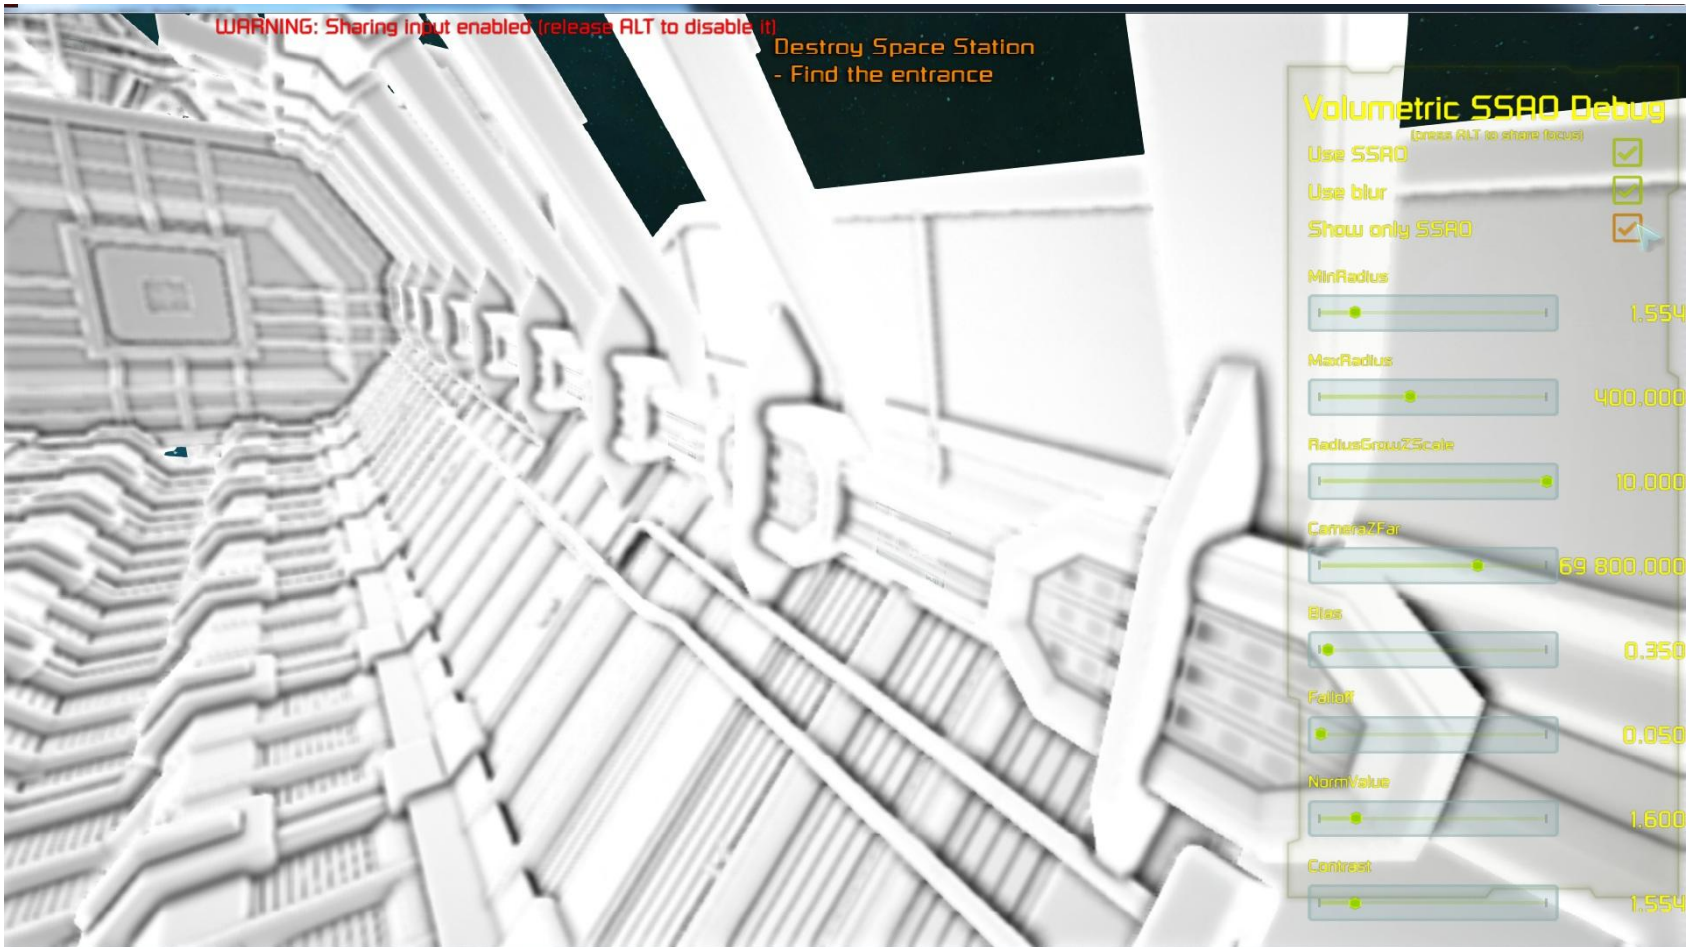 WARNING: Sharing input enabled (release ALT to disable it)
Destroy Space Station
- Find the entrance
Volumetric SSAO Debug
(press ALT to share focus)
Use SSAO
Use blur
Show only SSAO
MinRadius
1.554
MaxRadius
400.000
RadiusGrowZScale
10.000
CameraZFar
69 800.000
Bias
0.350
Falloff
0.050
NormValue
1.600
Contrast
1.554